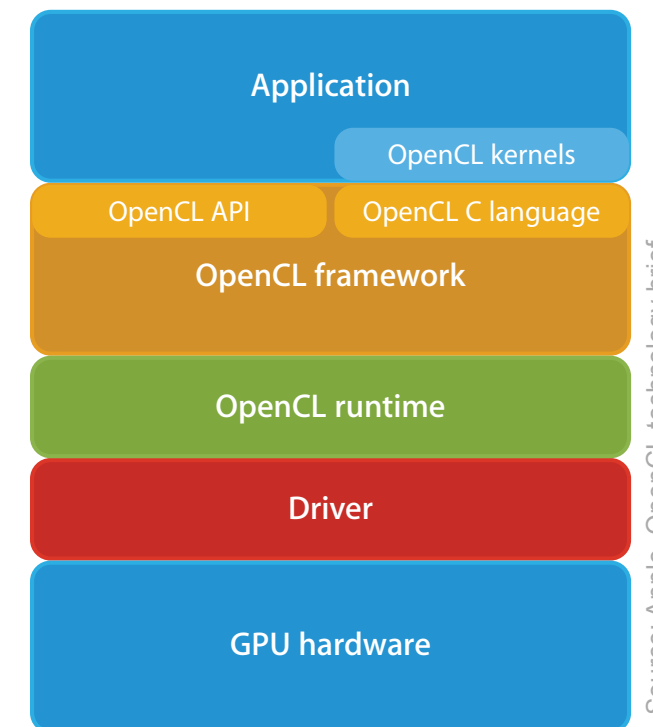 Application
OpenCL kernels
OpenCL API
OpenCL C language
OpenCL framework
OpenCL runtime
Driver
GPU hardware
Source: Apple, OpenCL technology brief